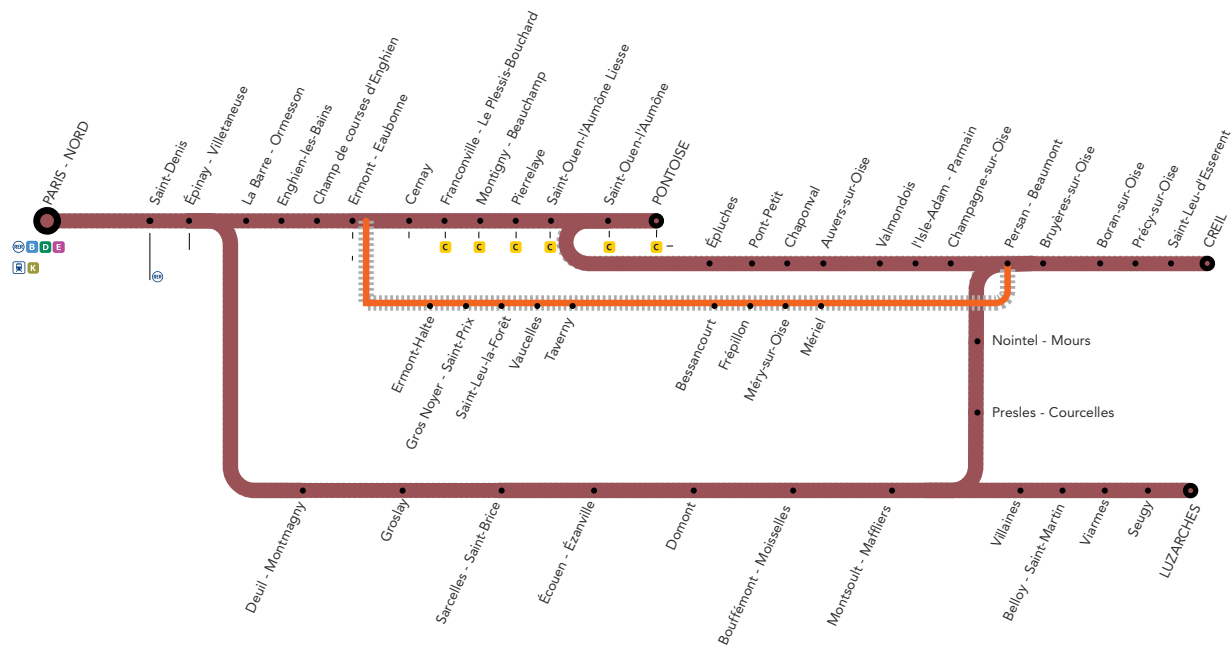 PARIS - NORD
Saint-Denis
Épinay - Villetaneuse
La Barre - Ormesson
Enghien-les-Bains
Champ de courses d'Enghien
Ermont - Eaubonne
Cernay
Franconville - Le Plessis-Bouchard
Montigny - Beauchamp
Pierrelaye
Saint-Ouen-l'Aumône Liesse
Saint-Ouen-l'Aumône
PONTOISE
RER B D E
K
RER
C
C
C
C
C
C
Épluches
Pont-Petit
Chaponval
Auvers-sur-Oise
Valmondois
l'Isle-Adam - Parmain
Champagne-sur-Oise
Persan - Beaumont
Bruyères-sur-Oise
Boran-sur-Oise
Précy-sur-Oise
Saint-Leu-d'Esserent
CREIL
Ermont-Halte
Gros Noyer - Saint-Prix
Saint-Leu-la-Forêt
Vaucelles
Taverny
Bessancourt
Frépillon
Méry-sur-Oise
Mériel
Nointel - Mours
Presles - Courcelles
Deuil - Montmagny
Groslay
Sarcelles - Saint-Brice
Écouen - Ézanville
Domont
Bouffémont - Moisselles
Montsoult - Maffliers
Villaines
Belloy - Saint-Martin
Viarmes
Seugy
LUZARCHES